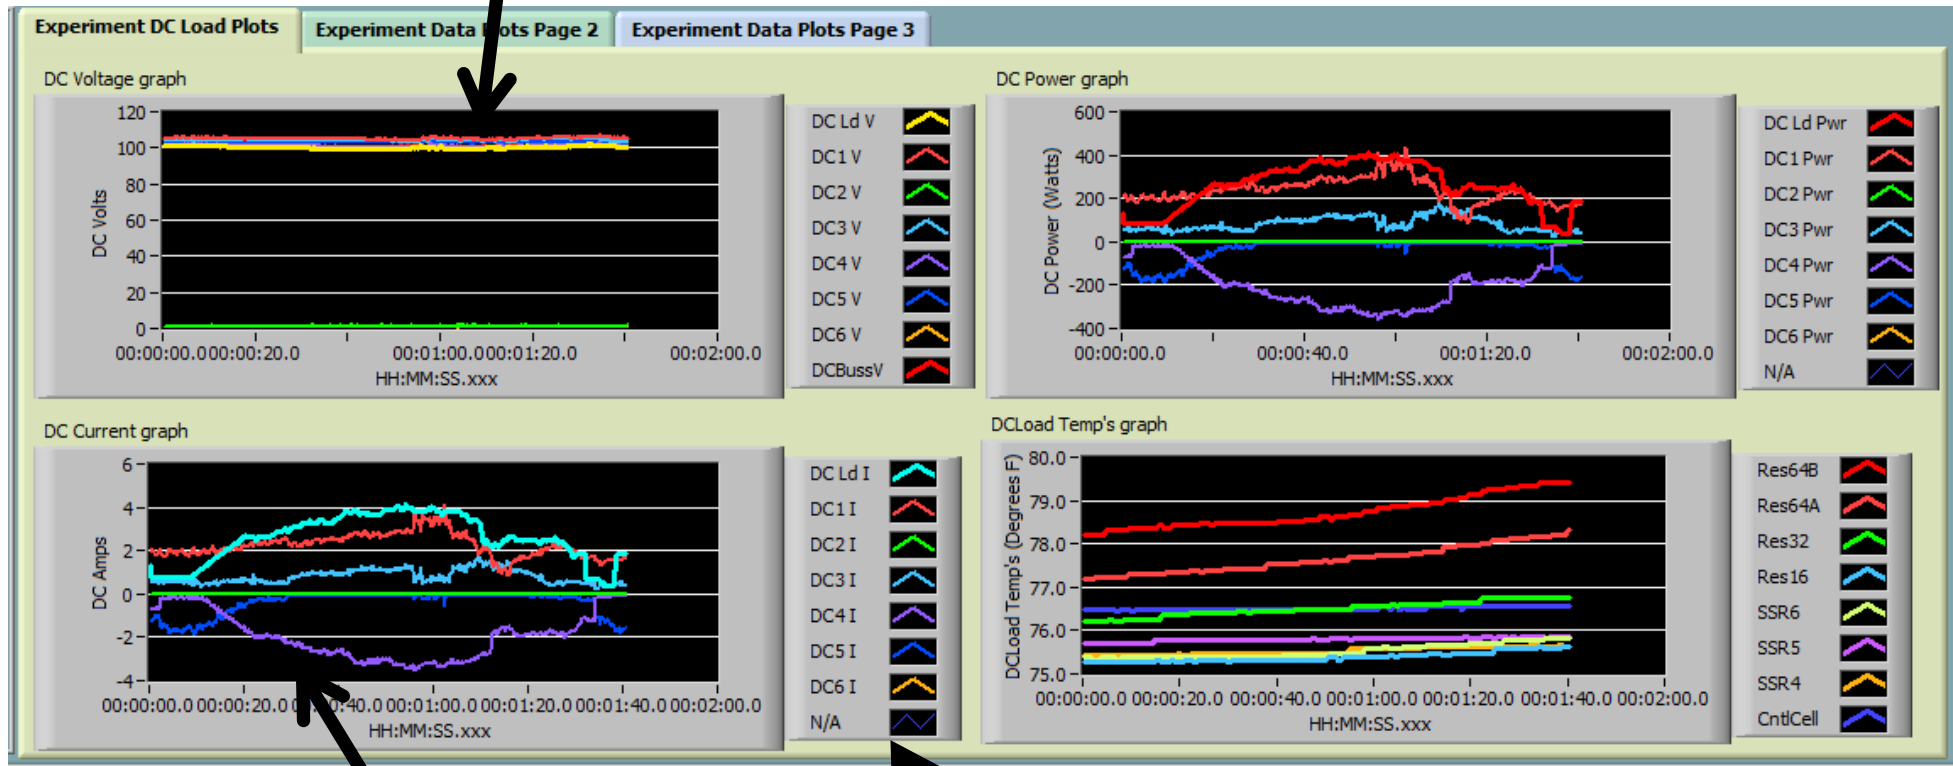 Experiment DC Load Plots
Experiment Data Plots Page 2
Experiment Data Plots Page 3
DC Voltage graph
DC Volts
120
100
80
60
40
20
0
00:00:00.000:00:20.0 00:01:00.000:01:20.0 00:02:00.0
HH:MM:SS.xxx
DC Ld V
DC1 V
DC2 V
DC3 V
DC4 V
DC5 V
DC6 V
DCBussV
DC Power graph
DC Power (Watts)
600
400
200
0
-200
-400
00:00:00.0 00:00:40.0 00:01:20.0 00:02:00.0
HH:MM:SS.xxx
DC Ld Pwr
DC1 Pwr
DC2 Pwr
DC3 Pwr
DC4 Pwr
DC5 Pwr
DC6 Pwr
N/A
DC Current graph
DC Amps
6
4
2
0
-2
-4
00:00:00.0 00:00:20.0 00:00:40.0 00:01:00.0 00:01:20.0 00:01:40.0 00:02:00.0
HH:MM:SS.xxx
DC Ld I
DC1 I
DC2 I
DC3 I
DC4 I
DC5 I
DC6 I
N/A
DCLoad Temp's graph
DCLoad Temp's (Degrees F)
80.0
79.0
78.0
77.0
76.0
75.0
00:00:00.0 00:00:20.0 00:00:40.0 00:01:00.0 00:01:20.0 00:01:40.0 00:02:00.0
HH:MM:SS.xxx
Res64B
Res64A
Res32
Res16
SSR6
SSR5
SSR4
CntlCell